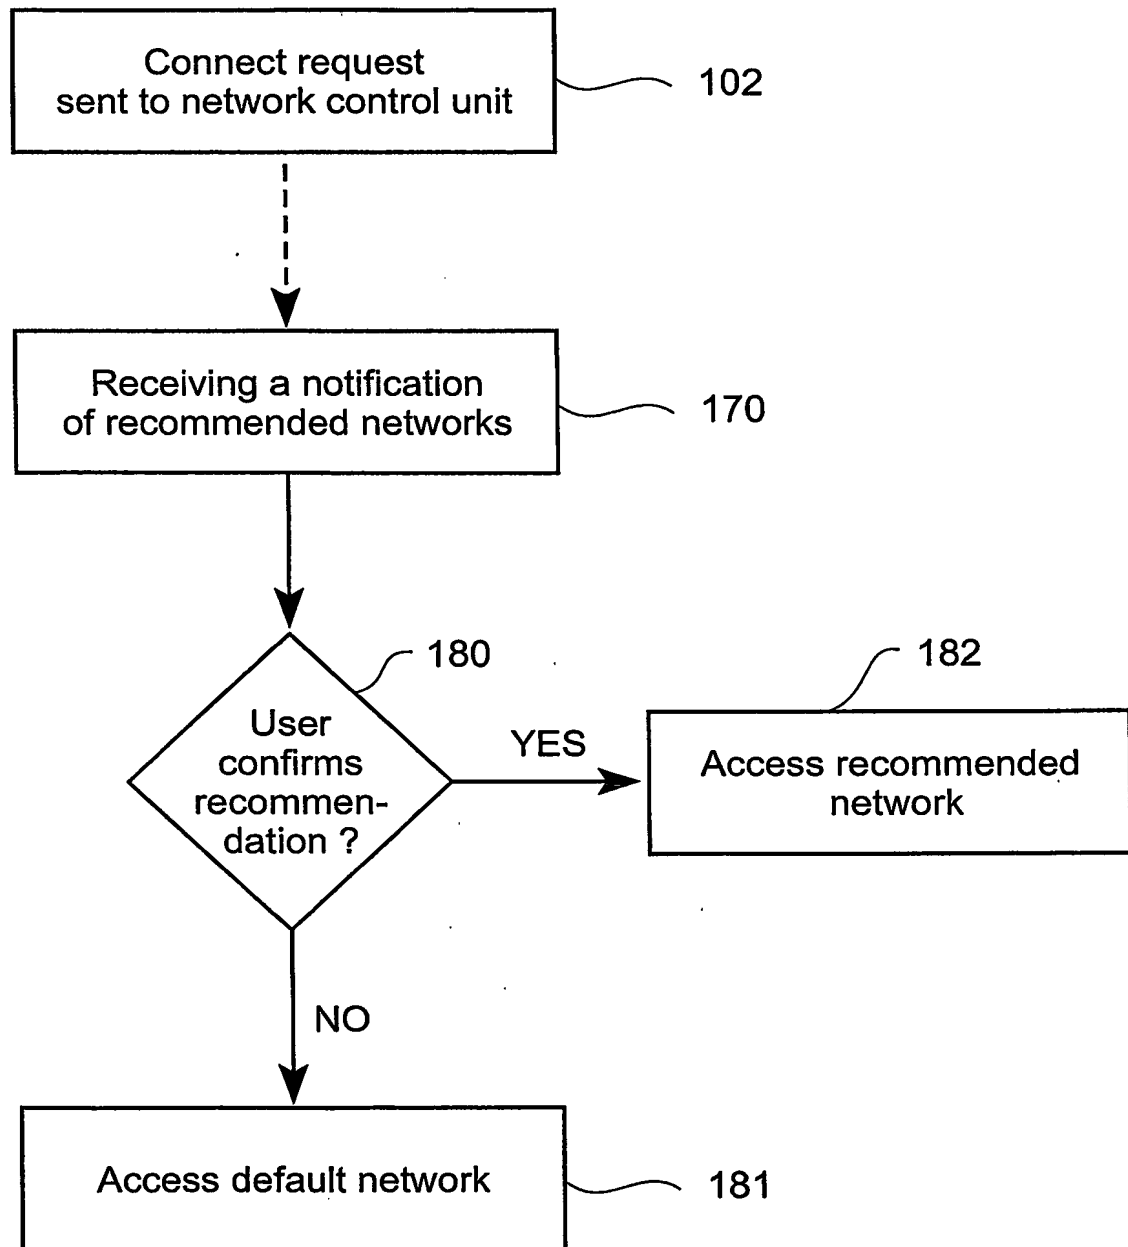 Connect request
sent to network control unit
102
Receiving a notification
of recommended networks
170
180
User
confirms
recommen-
dation ?
YES
182
Access recommended
network
NO
Access default network
181